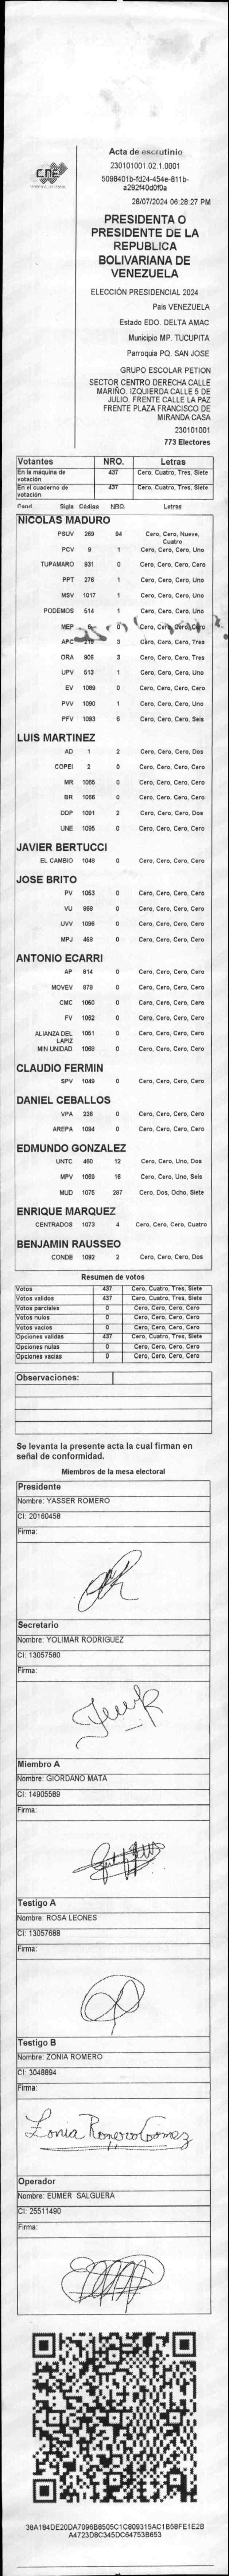 CNE
Acta de escrutinio
230101001.02.1.0001
5098401b-fd24-454e-811b-
a292f40d0f0a
28/07/2024 06:28:27 PM
PRESIDENTA O
PRESIDENTE DE LA
REPUBLICA
BOLIVARIANA DE
VENEZUELA
ELECCIÓN PRESIDENCIAL 2024
País VENEZUELA
Estado EDO. DELTA AMAC
Municipio MP. TUCUPITA
Parroquia PQ. SAN JOSE
GRUPO ESCOLAR PETION
SECTOR CENTRO DERECHA CALLE
MARIÑO. IZQUIERDA CALLE 5 DE
JULIO. FRENTE CALLE LA PAZ
FRENTE PLAZA FRANCISCO DE
MIRANDA CASA
230101001
773 Electores
Votantes NRO. Letras
En la máquina de votación 437 Cero, Cuatro, Tres, Siete
En el cuaderno de votación 437 Cero, Cuatro, Tres, Siete
Cand. Sigla Código NRO. Letras
NICOLAS MADURO
PSUV 269 94 Cero, Cero, Nueve, Cuatro
PCV 9 1 Cero, Cero, Cero, Uno
TUPAMARO 931 0 Cero, Cero, Cero, Cero
PPT 276 1 Cero, Cero, Cero, Uno
MSV 1017 1 Cero, Cero, Cero, Uno
PODEMOS 514 1 Cero, Cero, Cero, Uno
MEP 0 Cero, Cero, Cero, Cero
APC 219 3 Cero, Cero, Cero, Tres
ORA 906 3 Cero, Cero, Cero, Tres
UPV 513 1 Cero, Cero, Cero, Uno
EV 1089 0 Cero, Cero, Cero, Cero
PVV 1090 1 Cero, Cero, Cero, Uno
PFV 1093 6 Cero, Cero, Cero, Seis
LUIS MARTINEZ
AD 1 2 Cero, Cero, Cero, Dos
COPEI 2 0 Cero, Cero, Cero, Cero
MR 1065 0 Cero, Cero, Cero, Cero
BR 1066 0 Cero, Cero, Cero, Cero
DDP 1091 2 Cero, Cero, Cero, Dos
UNE 1095 0 Cero, Cero, Cero, Cero
JAVIER BERTUCCI
EL CAMBIO 1048 0 Cero, Cero, Cero, Cero
JOSE BRITO
PV 1053 0 Cero, Cero, Cero, Cero
VU 868 0 Cero, Cero, Cero, Cero
UVV 1096 0 Cero, Cero, Cero, Cero
MPJ 458 0 Cero, Cero, Cero, Cero
ANTONIO ECARRI
AP 814 0 Cero, Cero, Cero, Cero
MOVEV 878 0 Cero, Cero, Cero, Cero
CMC 1050 0 Cero, Cero, Cero, Cero
FV 1062 0 Cero, Cero, Cero, Cero
ALIANZA DEL LAPIZ 1051 0 Cero, Cero, Cero, Cero
MIN UNIDAD 1069 0 Cero, Cero, Cero, Cero
CLAUDIO FERMIN
SPV 1049 0 Cero, Cero, Cero, Cero
DANIEL CEBALLOS
VPA 236 0 Cero, Cero, Cero, Cero
AREPA 1094 0 Cero, Cero, Cero, Cero
EDMUNDO GONZALEZ
UNTC 460 12 Cero, Cero, Uno, Dos
MPV 1069 16 Cero, Cero, Uno, Seis
MUD 1075 287 Cero, Dos, Ocho, Siete
ENRIQUE MARQUEZ
CENTRADOS 1073 4 Cero, Cero, Cero, Cuatro
BENJAMIN RAUSSEO
CONDE 1092 2 Cero, Cero, Cero, Dos
Resumen de votos
Votos 437 Cero, Cuatro, Tres, Siete
Votos validos 437 Cero, Cuatro, Tres, Siete
Votos parciales 0 Cero, Cero, Cero, Cero
Votos nulos 0 Cero, Cero, Cero, Cero
Votos vacios 0 Cero, Cero, Cero, Cero
Opciones validas 437 Cero, Cuatro, Tres, Siete
Opciones nulas 0 Cero, Cero, Cero, Cero
Opciones vacias 0 Cero, Cero, Cero, Cero
Observaciones:
Se levanta la presente acta la cual firman en
señal de conformidad.
Miembros de la mesa electoral
Presidente
Nombre: YASSER ROMERO
CI: 20160458
Firma:
Secretario
Nombre: YOLIMAR RODRIGUEZ
CI: 13057580
Firma:
Miembro A
Nombre: GIORDANO MATA
CI: 14905589
Firma:
Testigo A
Nombre: ROSA LEONES
CI: 13057688
Firma:
Testigo B
Nombre: ZONIA ROMERO
CI: 3048894
Firma:
Zonia Romero Gomez
Operador
Nombre: EUMER SALGUERA
CI: 25511490
Firma:
38A184DE20DA7096B8505C1C809315AC1B56FE1E2B
A4723D8C345DC64753B653